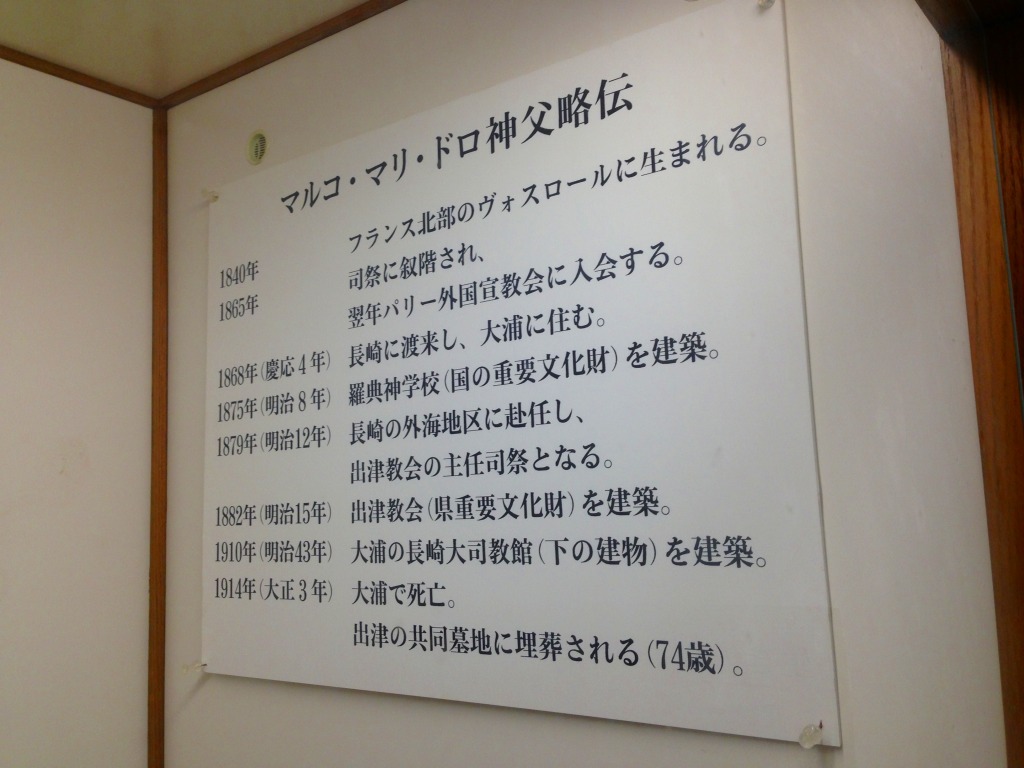 マルコ・マリ・ドロ神父略伝
1840年 フランス北部のヴォスロールに生まれる。
1865年 司祭に叙階され、
翌年パリー外国宣教会に入会する。
1868年(慶応4年) 長崎に渡来し、大浦に住む。
1875年(明治8年) 羅典神学校(国の重要文化財)を建築。
1879年(明治12年) 長崎の外海地区に赴任し、
出津教会の主任司祭となる。
1882年(明治15年) 出津教会(県重要文化財)を建築。
1910年(明治43年) 大浦の長崎大司教館(下の建物)を建築。
1914年(大正3年) 大浦で死亡。
出津の共同墓地に埋葬される(74歳)。